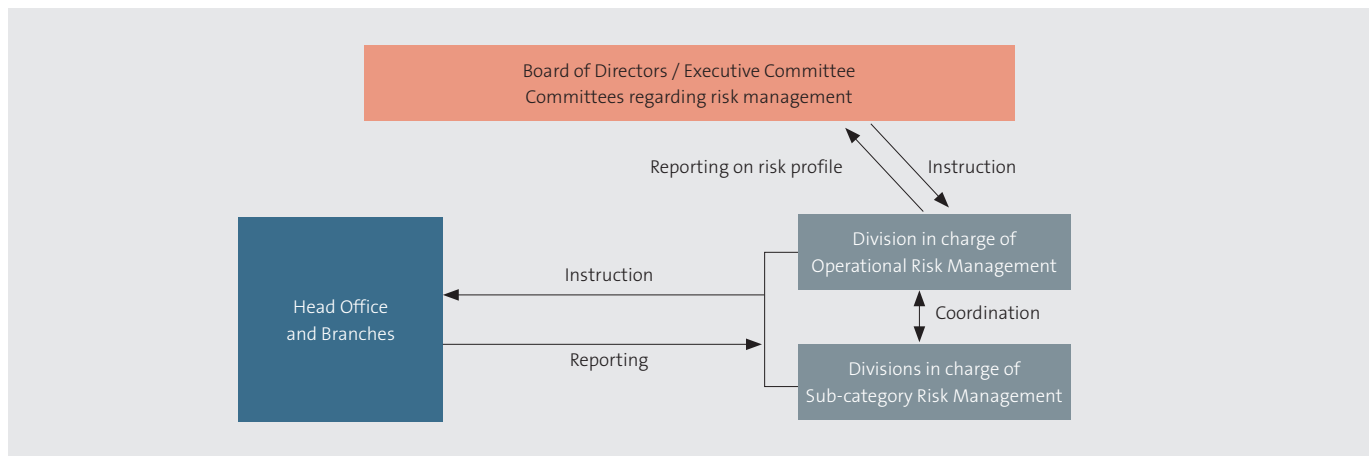 Board of Directors / Executive Committee
Committees regarding risk management
Reporting on risk profile
Instruction
Division in charge of
Operational Risk Management
Instruction
Head Office
and Branches
Coordination
Reporting
Divisions in charge of
Sub-category Risk Management